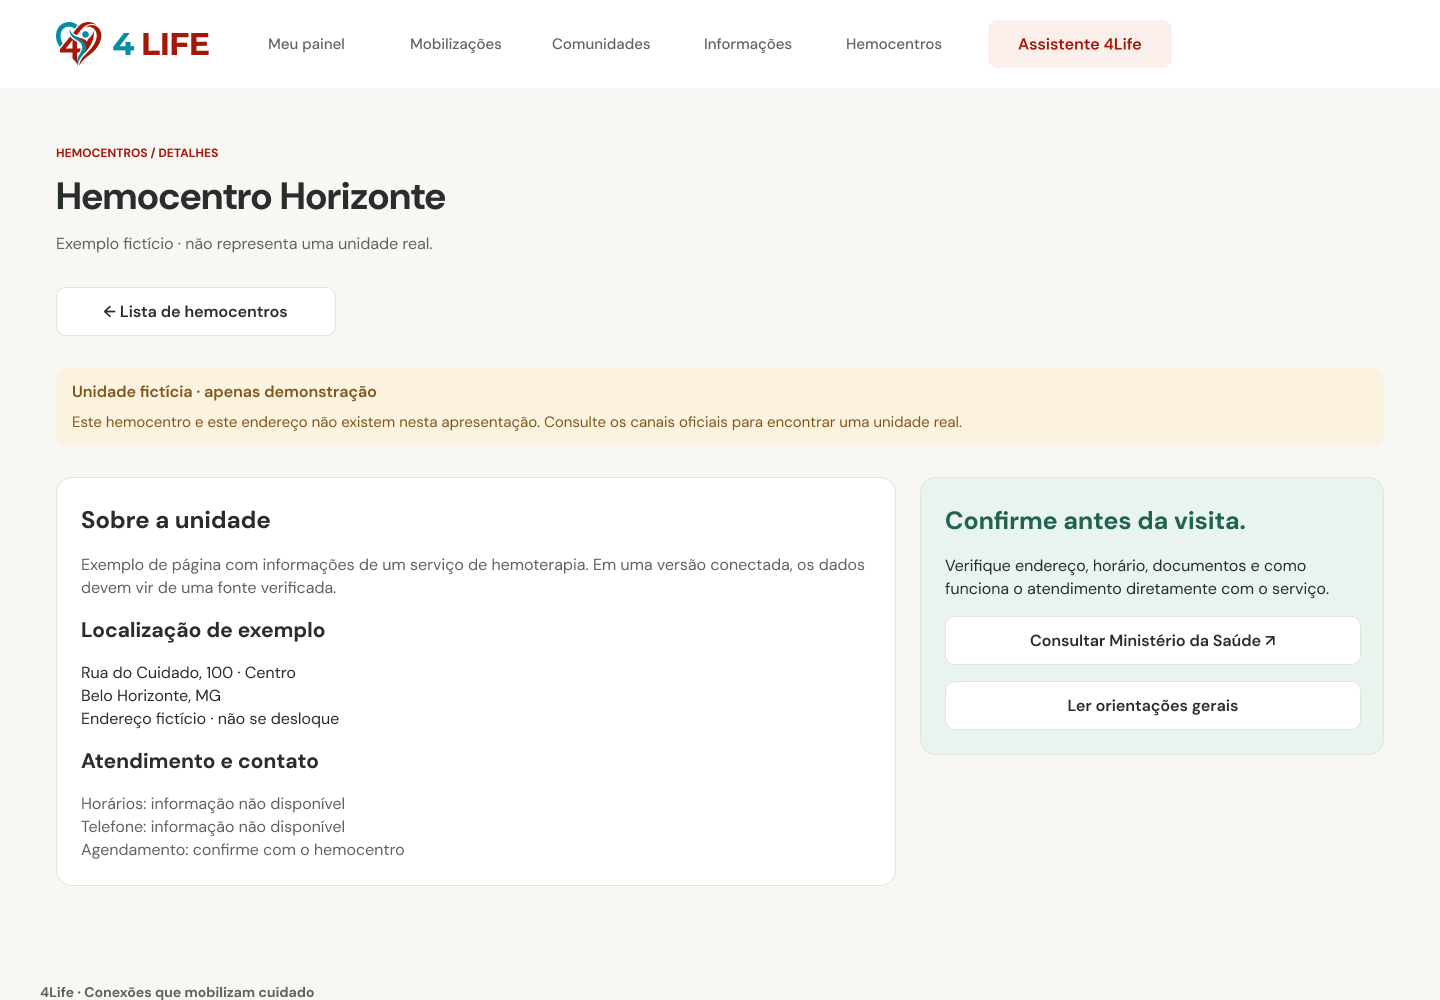 4 LIFE
Meu painel
Mobilizações
Comunidades
Informações
Hemocentros
Assistente 4Life
HEMOCENTROS / DETALHES
Hemocentro Horizonte
Exemplo fictício · não representa uma unidade real.
← Lista de hemocentros
Unidade fictícia · apenas demonstração
Este hemocentro e este endereço não existem nesta apresentação. Consulte os canais oficiais para encontrar uma unidade real.
Sobre a unidade
Exemplo de página com informações de um serviço de hemoterapia. Em uma versão conectada, os dados
devem vir de uma fonte verificada.
Localização de exemplo
Rua do Cuidado, 100 · Centro
Belo Horizonte, MG
Endereço fictício · não se desloque
Atendimento e contato
Horários: informação não disponível
Telefone: informação não disponível
Agendamento: confirme com o hemocentro
Confirme antes da visita.
Verifique endereço, horário, documentos e como
funciona o atendimento diretamente com o serviço.
Consultar Ministério da Saúde ↗
Ler orientações gerais
4Life · Conexões que mobilizam cuidado